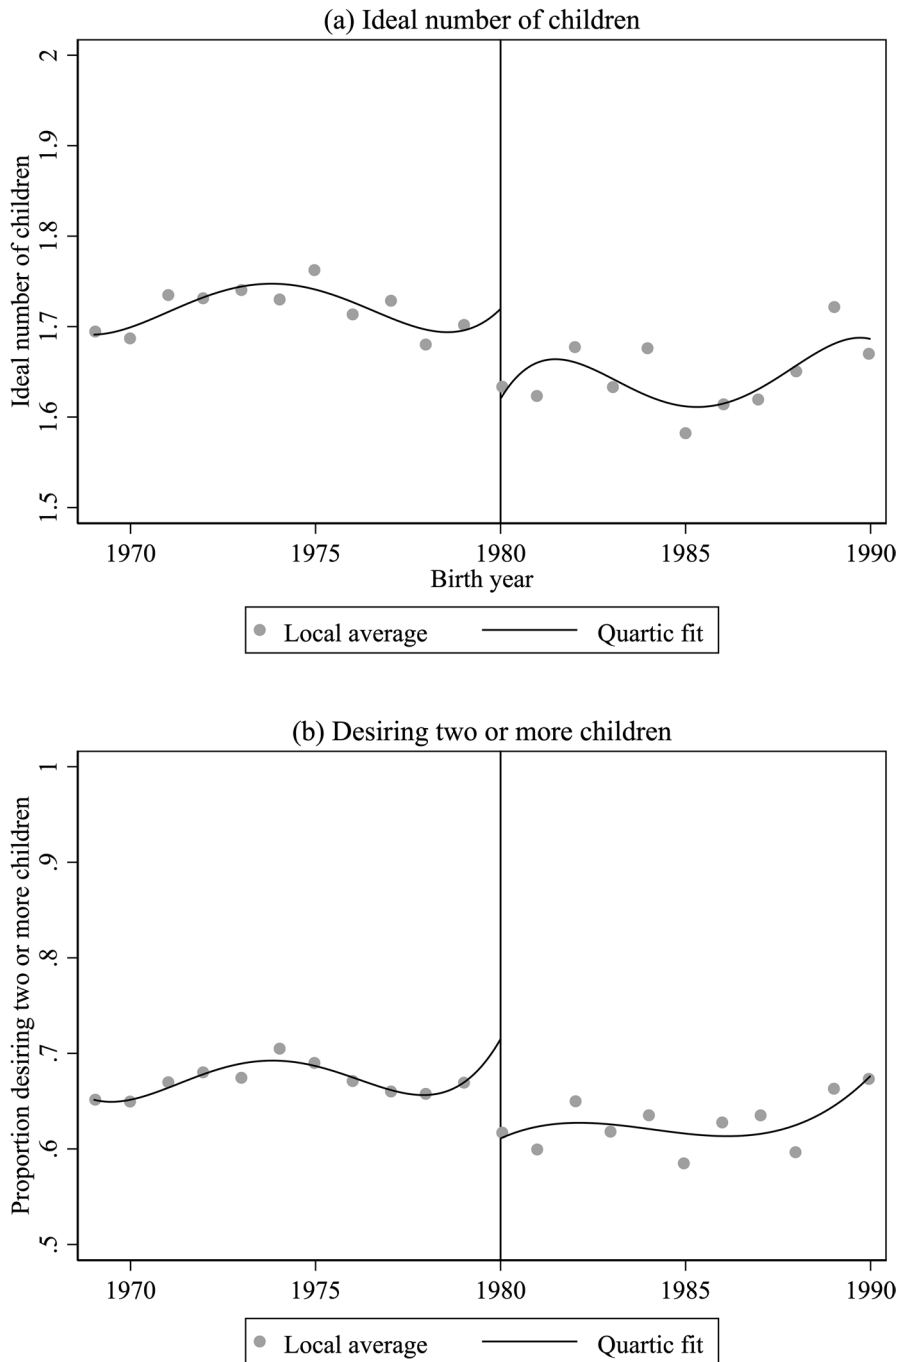 (a) Ideal number of children
Ideal number of children
2
1.9
1.8
1.7
1.6
1.5
1970 1975 1980 1985 1990
Birth year
Local average Quartic fit
(b) Desiring two or more children
Proportion desiring two or more children
1
.9
.8
.7
.6
.5
1970 1975 1980 1985 1990
Local average Quartic fit